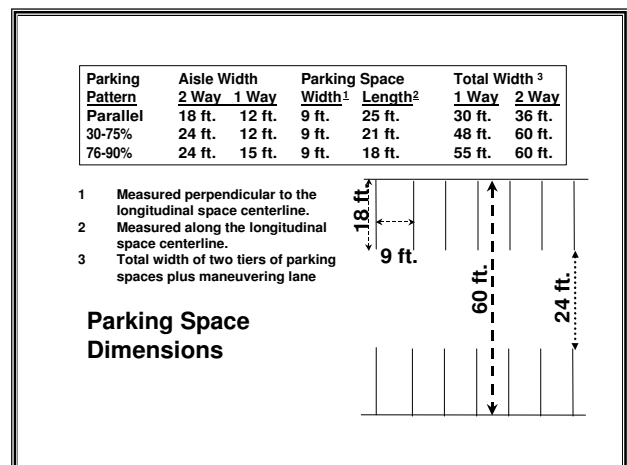 Parking Aisle Width Parking Space Total Width 3
Pattern 2 Way 1 Way Width1 Length2 1 Way 2 Way
Parallel 18 ft. 12 ft. 9 ft. 25 ft. 30 ft. 36 ft.
30-75% 24 ft. 12 ft. 9 ft. 21 ft. 48 ft. 60 ft.
76-90% 24 ft. 15 ft. 9 ft. 18 ft. 55 ft. 60 ft.
1 Measured perpendicular to the
longitudinal space centerline.
2 Measured along the longitudinal
space centerline.
3 Total width of two tiers of parking
spaces plus maneuvering lane
18 ft.
9 ft.
60 ft.
24 ft.
Parking Space
Dimensions